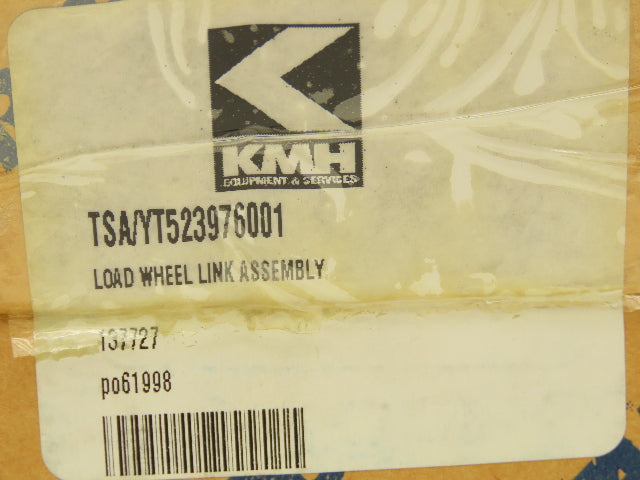 KMH
EQUIPMENT & SERVICES
TSA/YT523976001
LOAD WHEEL LINK ASSEMBLY
137727
po61998